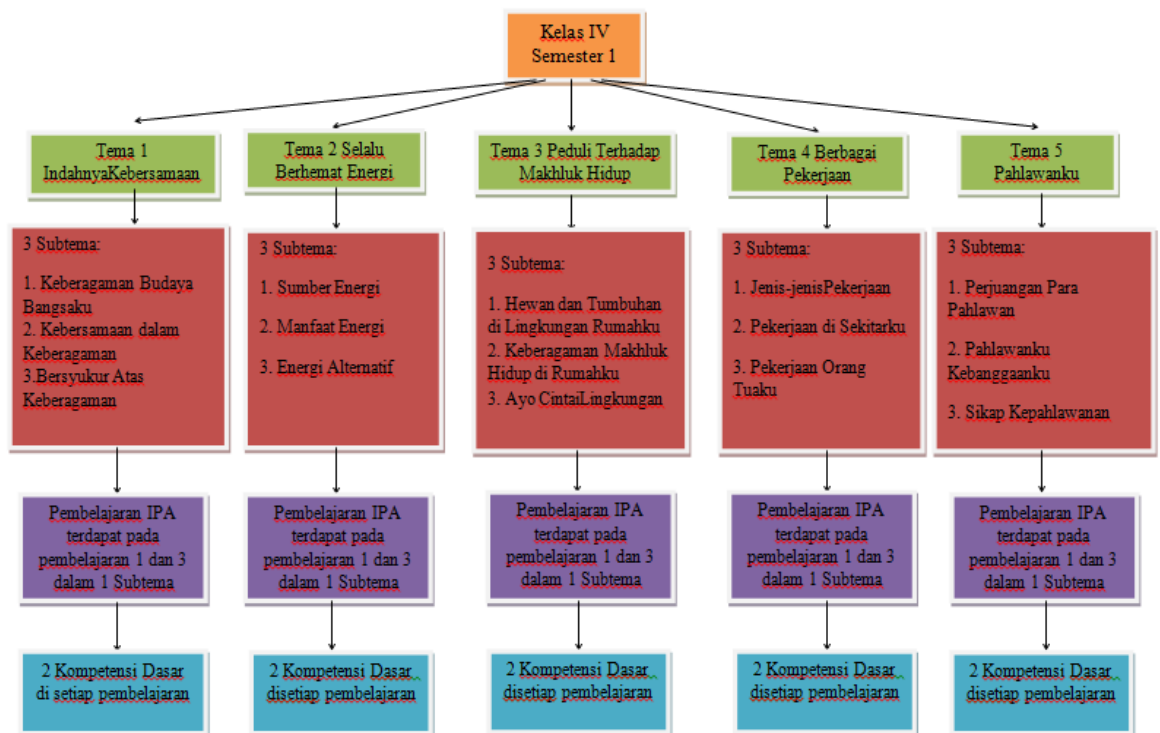 Kelas IV
Semester 1
Tema 1
IndahnyaKebersamaan
Tema 2 Selalu
Berhemat Energi
Tema 3 Peduli Terhadap
Makhluk Hidup
Tema 4 Berbagai
Pekerjaan
Tema 5
Pahlawanku
3 Subtema:
1. Keberagaman Budaya
Bangsaku
2. Kebersamaan dalam
Keberagaman
3.Bersyukur Atas
Keberagaman
3 Subtema:
1. Sumber Energi
2. Manfaat Energi
3. Energi Alternatif
3 Subtema:
1. Hewan dan Tumbuhan
di Lingkungan Rumahku
2. Keberagaman Makhluk
Hidup di Rumahku
3. Ayo CintaiLingkungan
3 Subtema:
1. Jenis-jenisPekerjaan
2. Pekerjaan di Sekitarku
3. Pekerjaan Orang
Tuaku
3 Subtema:
1. Perjuangan Para
Pahlawan
2. Pahlawanku
Kebanggaanku
3. Sikap Kepahlawanan
Pembelajaran IPA
terdapat pada
pembelajaran 1 dan 3
dalam 1 Subtema
Pembelajaran IPA
terdapat pada
pembelajaran 1 dan 3
dalam 1 Subtema
Pembelajaran IPA
terdapat pada
pembelajaran 1 dan 3
dalam 1 Subtema
Pembelajaran IPA
terdapat pada
pembelajaran 1 dan 3
dalam 1 Subtema
Pembelajaran IPA
terdapat pada
pembelajaran 1 dan 3
dalam 1 Subtema
2 Kompetensi Dasar
di setiap pembelajaran
2 Kompetensi Dasar
disetiap pembelajaran
2 Kompetensi Dasar
disetiap pembelajaran
2 Kompetensi Dasar
disetiap pembelajaran
2 Kompetensi Dasar
disetiap pembelajaran